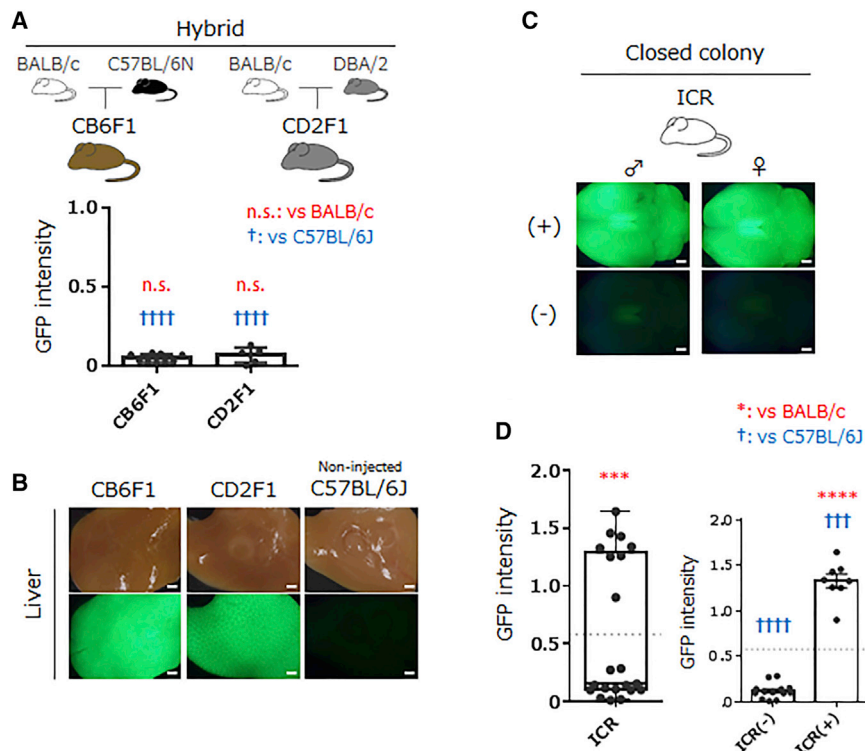 A
Hybrid
BALB/c C57BL/6N BALB/c DBA/2
CB6F1 CD2F1
n.s.: vs BALB/c
†: vs C57BL/6J
GFP intensity
1.0
0.5
0
n.s. n.s.
†††† ††††
CB6F1 CD2F1
B
CB6F1 CD2F1 Non-injected
C57BL/6J
Liver
C
Closed colony
ICR
♂ ♀
(+)
(-)
D
*: vs BALB/c
†: vs C57BL/6J
GFP intensity
2.0
1.5
1.0
0.5
0
***
ICR
GFP intensity
2.0
1.5
.0
0.5
0
††††
****
†††
ICR(-) ICR(+)